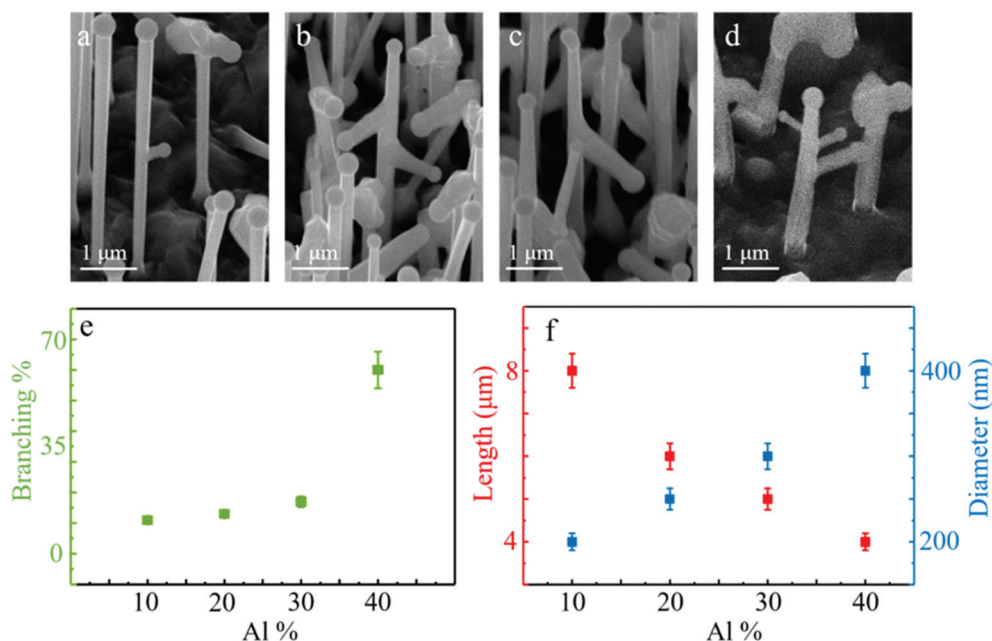 a
b
c
d
1 μm
1 μm
1 μm
1 μm
e
70
35
0
Branching %
10 20 30 40
Al %
f
8
4
Length (μm)
400
300
200
Diameter (nm)
10 20 30 40
Al %